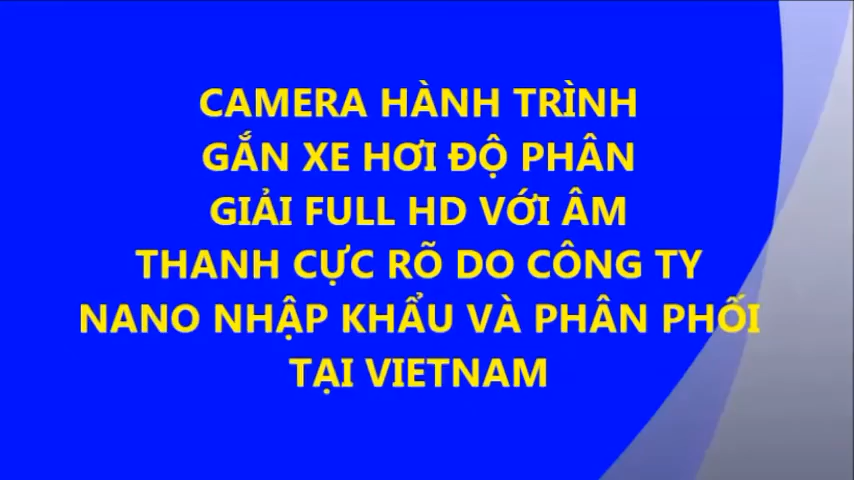 CAMERA HÀNH TRÌNH
GẮN XE HƠI ĐỘ PHÂN
GIẢI FULL HD VỚI ÂM
THANH CỰC RÕ DO CÔNG TY
NANO NHẬP KHẨU VÀ PHÂN PHỐI
TẠI VIETNAM